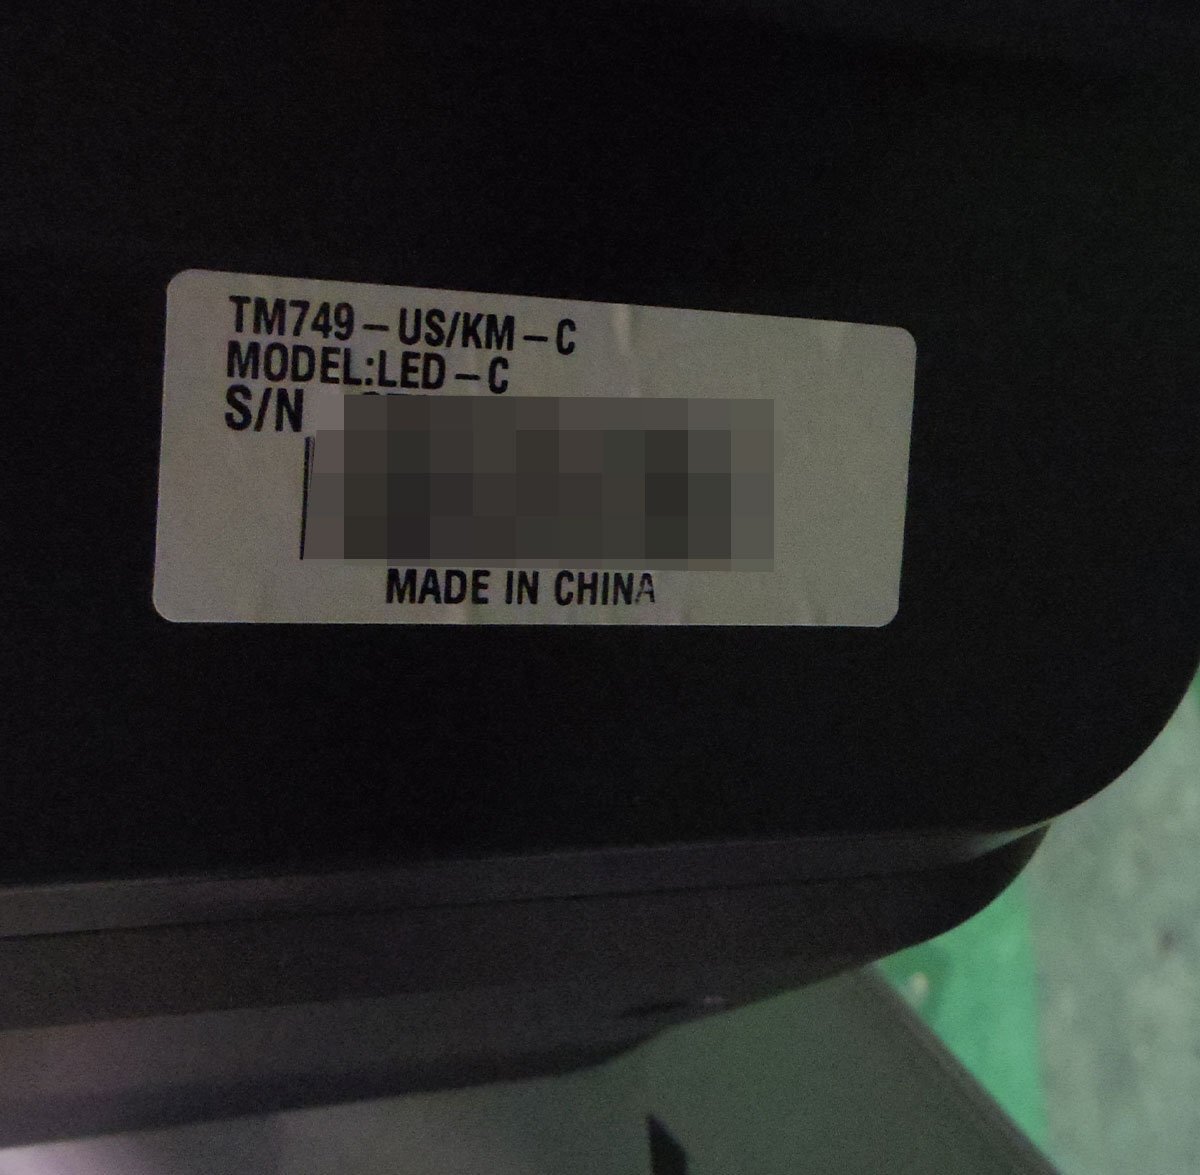 TM749-US/KM-C
MODEL:LED-C
S/N
MADE IN CHINA